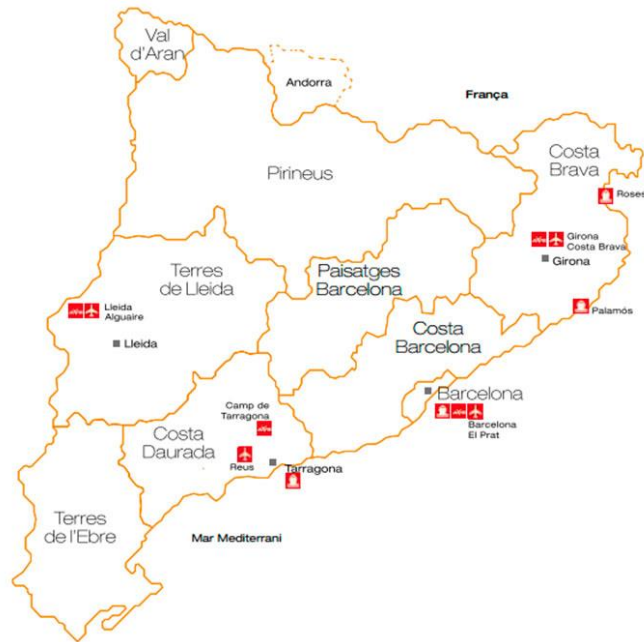 Val
d'Aran
Andorra
França
Costa
Brava
Pirineus
Roses
Girona
Costa Brava
Girona
Terres
de Lleida
Paisatges
Barcelona
Lleida
Alguaire
Palamós
Costa
Barcelona
Lleida
Barcelona
Camp de
Tarragona
Barcelona
El Prat
Costa
Daurada
Reus
Tarragona
Terres
de l'Ebre
Mar Mediterrani